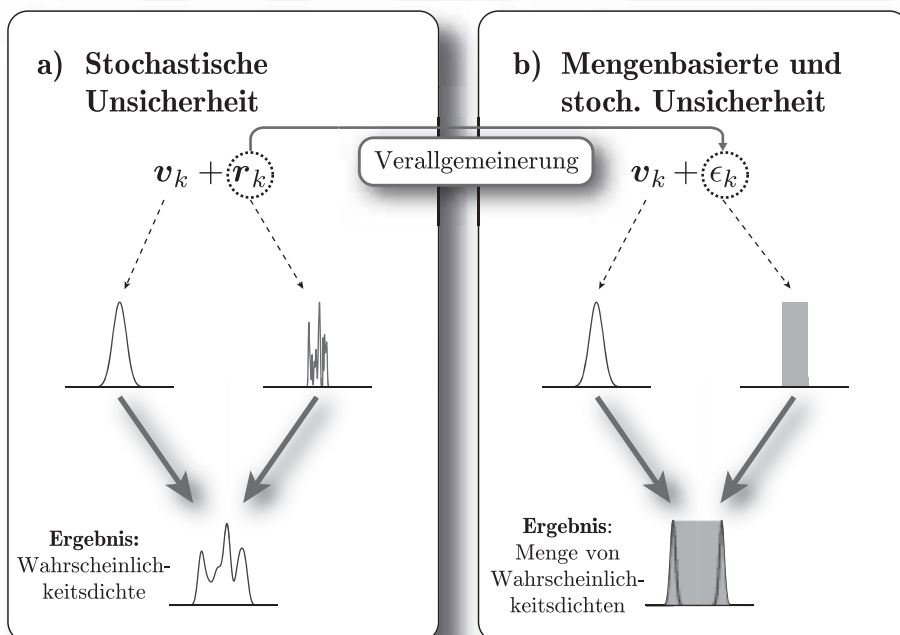 a) Stochastische
Unsicherheit
v_k + r_k
Ergebnis:
Wahrscheinlich-
keitsdichte
Verallgemeinerung
b) Mengenbasierte und
stoch. Unsicherheit
v_k + ϵ_k
Ergebnis:
Menge von
Wahrscheinlich-
keitsdichten